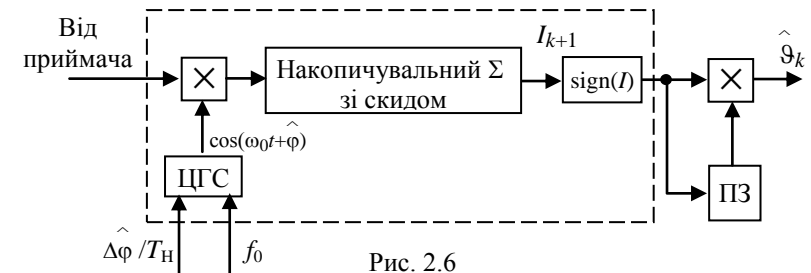 Від
приймача
×
Накопичувальний Σ
зі скидом
I_{k+1}
sign(I)
×
ϑ̂_k
cos(ω₀t+φ̂)
ЦГС
ПЗ
Δφ̂ /T_Н
f₀
Рис. 2.6